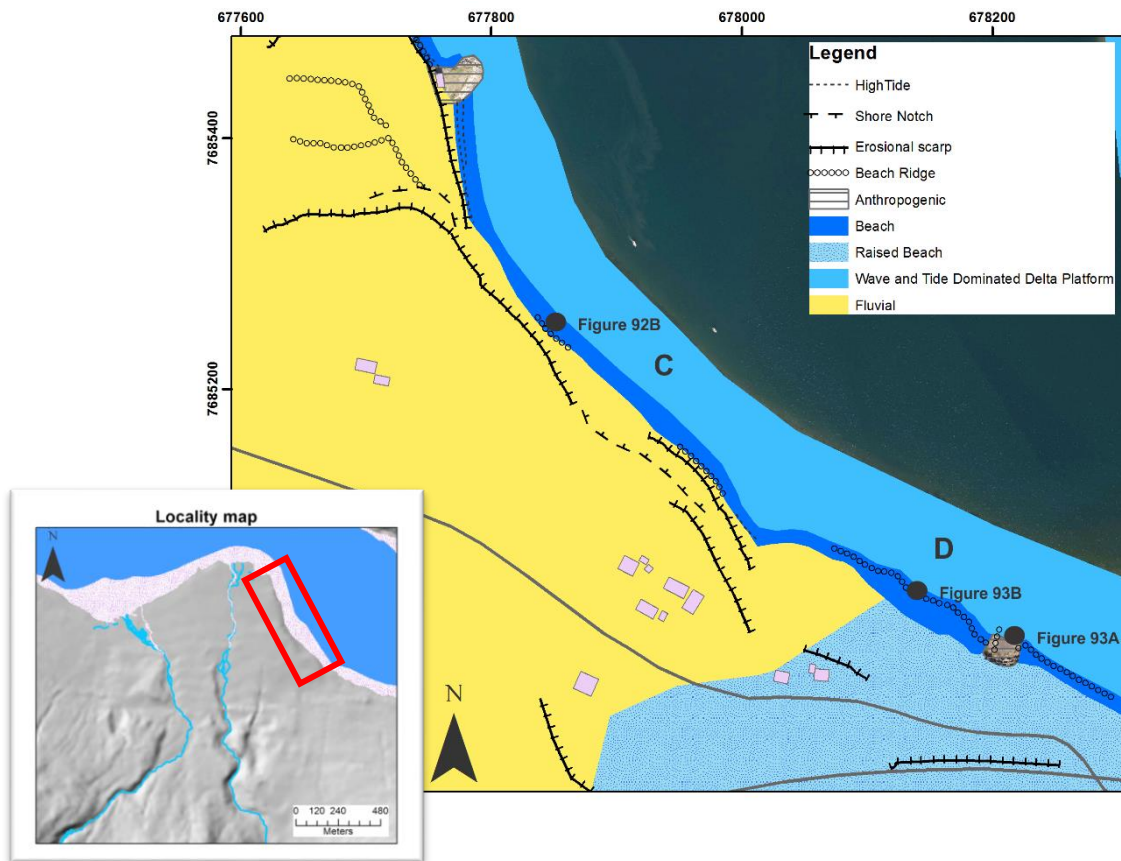 677600
677800
678000
678200
7685400
7685200
Legend
HighTide
Shore Notch
Erosional scarp
Beach Ridge
Anthropogenic
Beach
Raised Beach
Wave and Tide Dominated Delta Platform
Fluvial
Figure 92B
C
D
Figure 93B
Figure 93A
N
Locality map
N
0 120 240 480
Meters